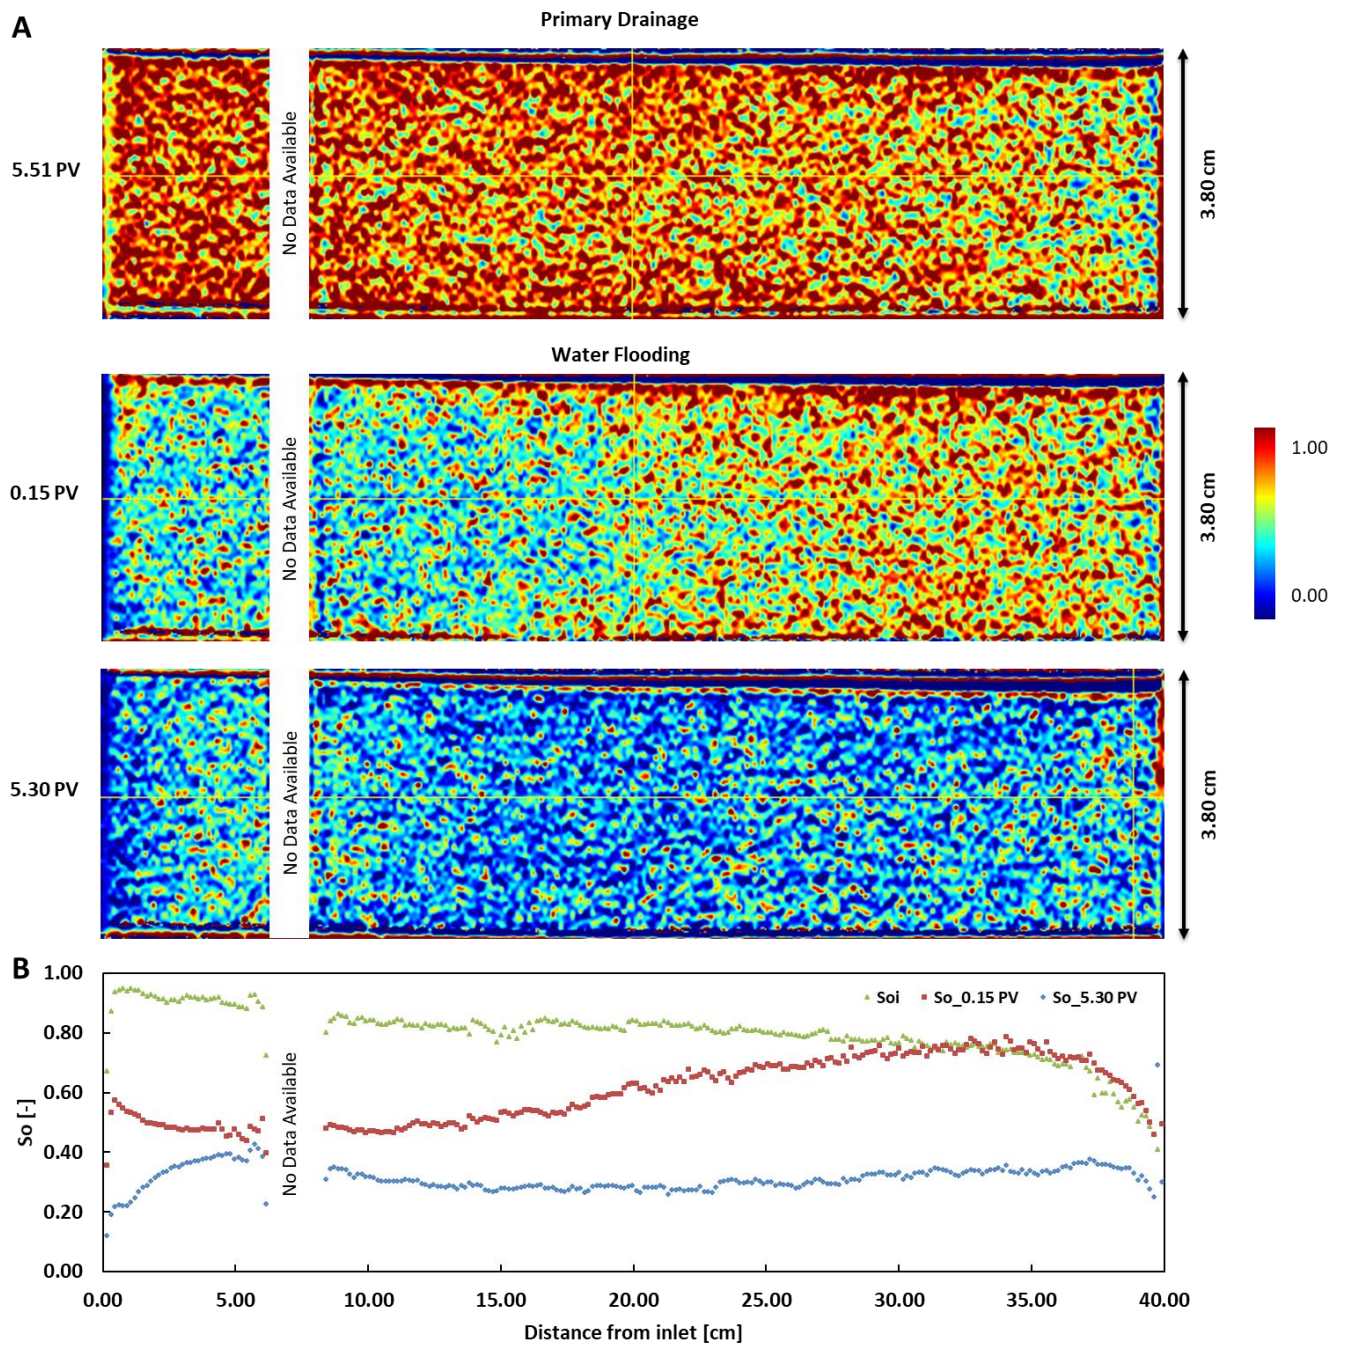 A
Primary Drainage
5.51 PV
No Data Available
3.80 cm
Water Flooding
0.15 PV
No Data Available
3.80 cm
1.00
0.00
5.30 PV
No Data Available
3.80 cm
B
1.00
0.80
0.60
0.40
0.20
0.00
So [-]
Soi
So_0.15 PV
So_5.30 PV
No Data Available
0.00 5.00 10.00 15.00 20.00 25.00 30.00 35.00 40.00
Distance from inlet [cm]